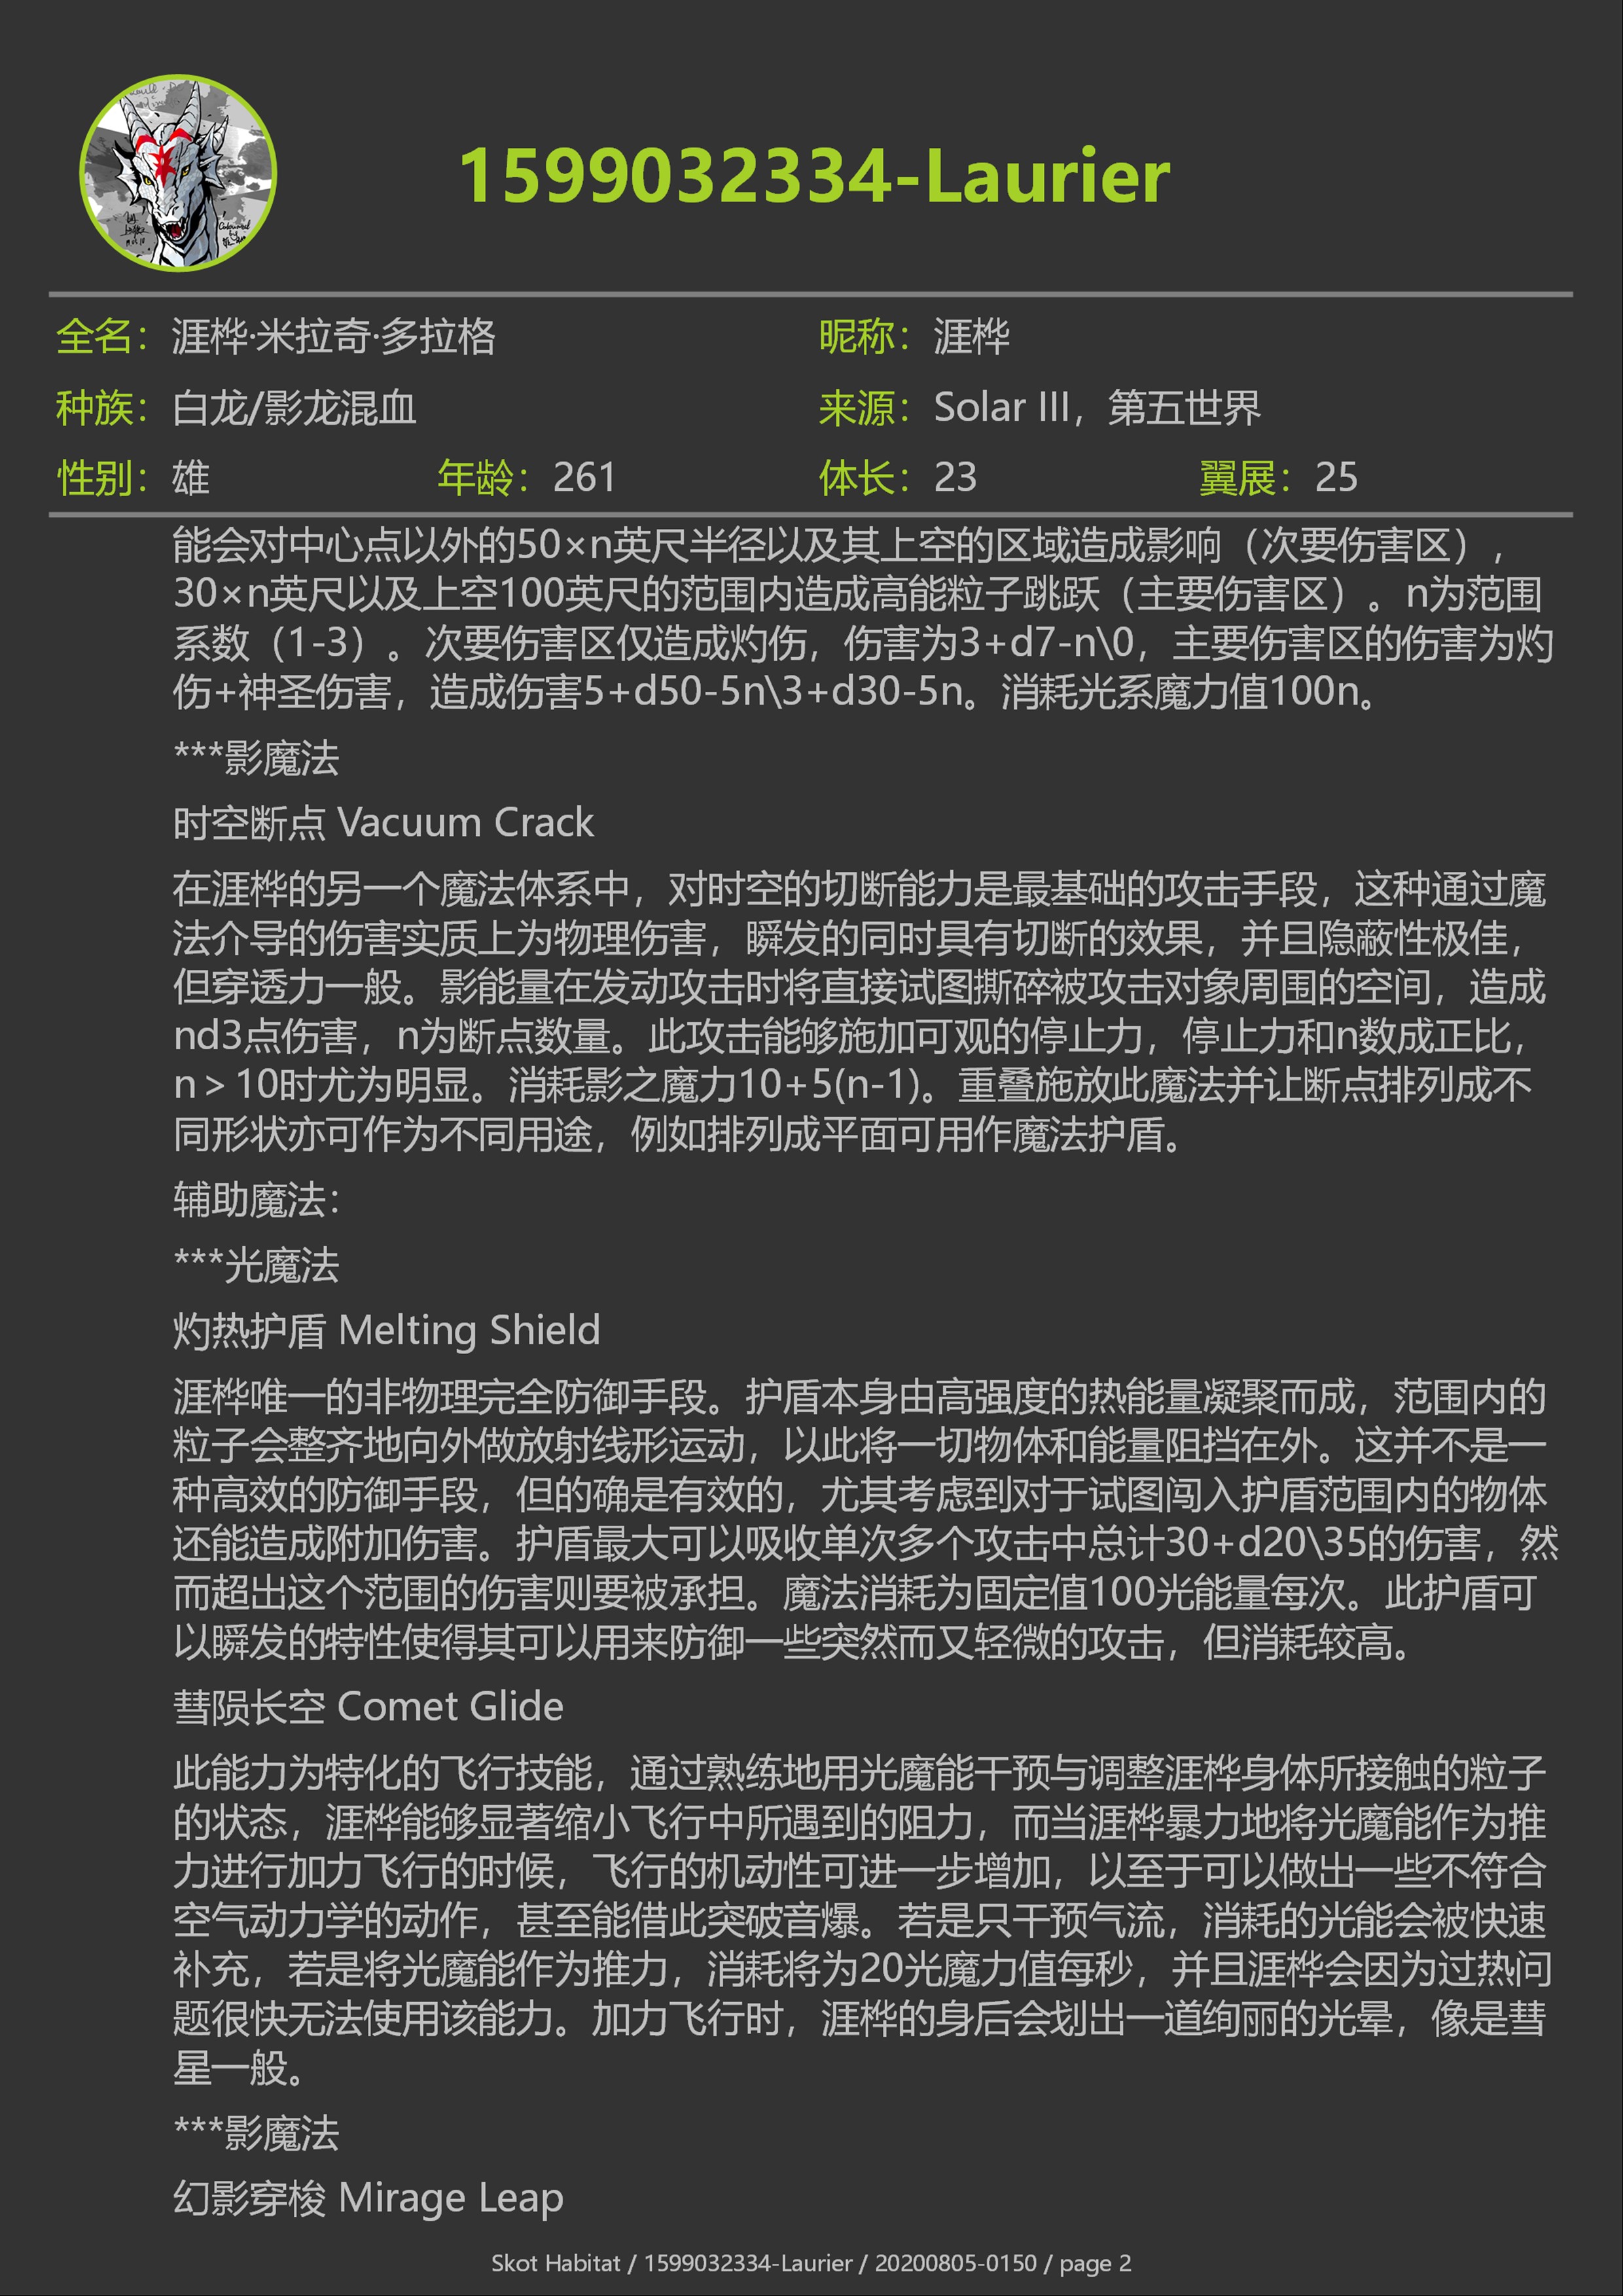 1599032334-Laurier
全名：涯桦·米拉奇·多拉格 昵称：涯桦
种族：白龙/影龙混血 来源：Solar III，第五世界
性别：雄 年龄：261 体长：23 翼展：25
能会对中心点以外的50×n英尺半径以及其上空的区域造成影响（次要伤害区），
30×n英尺以及上空100英尺的范围内造成高能粒子跳跃（主要伤害区）。n为范围
系数（1-3）。次要伤害区仅造成灼伤，伤害为3+d7-n\0，主要伤害区的伤害为灼
伤+神圣伤害，造成伤害5+d50-5n\3+d30-5n。消耗光系魔力值100n。
***影魔法
时空断点 Vacuum Crack
在涯桦的另一个魔法体系中，对时空的切断能力是最基础的攻击手段，这种通过魔
法介导的伤害实质上为物理伤害，瞬发的同时具有切断的效果，并且隐蔽性极佳，
但穿透力一般。影能量在发动攻击时将直接试图撕碎被攻击对象周围的空间，造成
nd3点伤害，n为断点数量。此攻击能够施加可观的停止力，停止力和n数成正比，
n＞10时尤为明显。消耗影之魔力10+5(n-1)。重叠施放此魔法并让断点排列成不
同形状亦可作为不同用途，例如排列成平面可用作魔法护盾。
辅助魔法：
***光魔法
灼热护盾 Melting Shield
涯桦唯一的非物理完全防御手段。护盾本身由高强度的热能量凝聚而成，范围内的
粒子会整齐地向外做放射线形运动，以此将一切物体和能量阻挡在外。这并不是一
种高效的防御手段，但的确是有效的，尤其考虑到对于试图闯入护盾范围内的物体
还能造成附加伤害。护盾最大可以吸收单次多个攻击中总计30+d20\35的伤害，然
而超出这个范围的伤害则要被承担。魔法消耗为固定值100光能量每次。此护盾可
以瞬发的特性使得其可以用来防御一些突然而又轻微的攻击，但消耗较高。
彗陨长空 Comet Glide
此能力为特化的飞行技能，通过熟练地用光魔能干预与调整涯桦身体所接触的粒子
的状态，涯桦能够显著缩小飞行中所遇到的阻力，而当涯桦暴力地将光魔能作为推
力进行加力飞行的时候，飞行的机动性可进一步增加，以至于可以做出一些不符合
空气动力学的动作，甚至能借此突破音爆。若是只干预气流，消耗的光能会被快速
补充，若是将光魔能作为推力，消耗将为20光魔力值每秒，并且涯桦会因为过热问
题很快无法使用该能力。加力飞行时，涯桦的身后会划出一道绚丽的光晕，像是彗
星一般。
***影魔法
幻影穿梭 Mirage Leap
Skot Habitat / 1599032334-Laurier / 20200805-0150 / page 2